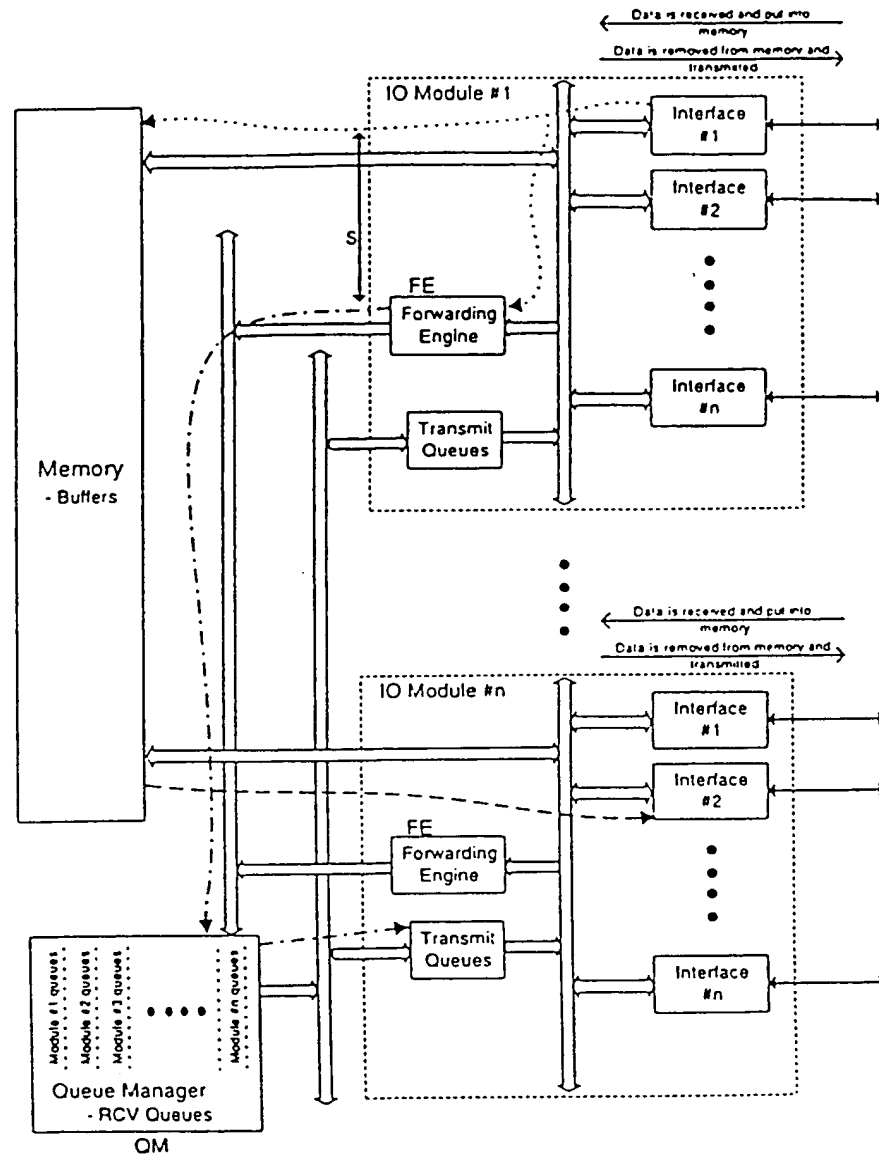 Data is received and put into
memory
Data is removed from memory and
transmitted
IO Module #1
Interface
#1
Interface
#2
S
FE
Forwarding
Engine
Interface
#n
Transmit
Queues
Memory
- Buffers
Data is received and put into
memory
Data is removed from memory and
transmitted
IO Module #n
Interface
#1
Interface
#2
FE
Forwarding
Engine
Transmit
Queues
Interface
#n
Module #1 queues
Module #2 queues
Module #3 queues
Module #n queues
Queue Manager
- RCV Queues
QM